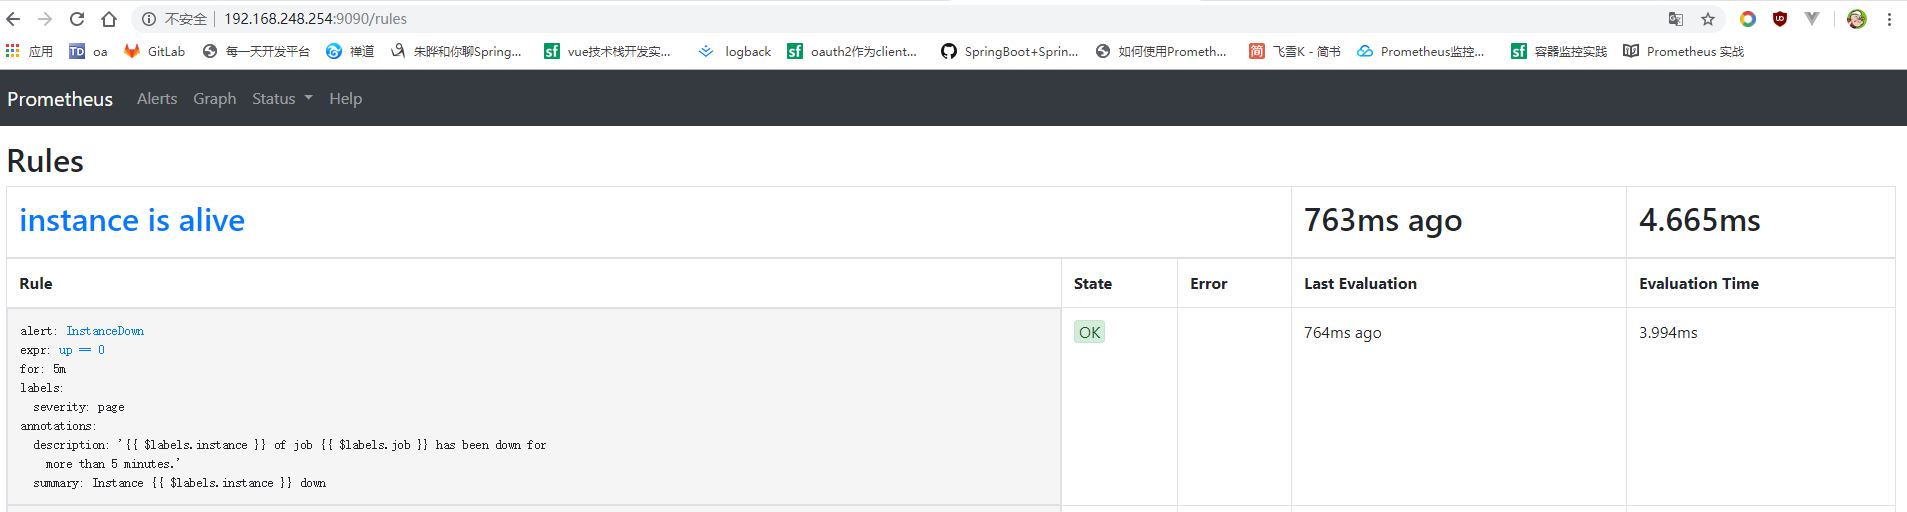 不安全 192.168.248.254:9090/rules
应用 oa GitLab 每一天开发平台 禅道 朱晔和你聊Spring... vue技术栈开发实... logback oauth2作为client... SpringBoot+Sprin... 如何使用Prometh... 飞雪K - 简书 Prometheus监控... 容器监控实践 Prometheus 实战
Prometheus Alerts Graph Status Help
Rules
instance is alive 763ms ago 4.665ms
Rule State Error Last Evaluation Evaluation Time
alert: InstanceDown OK 764ms ago 3.994ms
expr: up == 0
for: 5m
labels:
severity: page
annotations:
description: '{{ $labels.instance }} of job {{ $labels.job }} has been down for
more than 5 minutes.'
summary: Instance {{ $labels.instance }} down